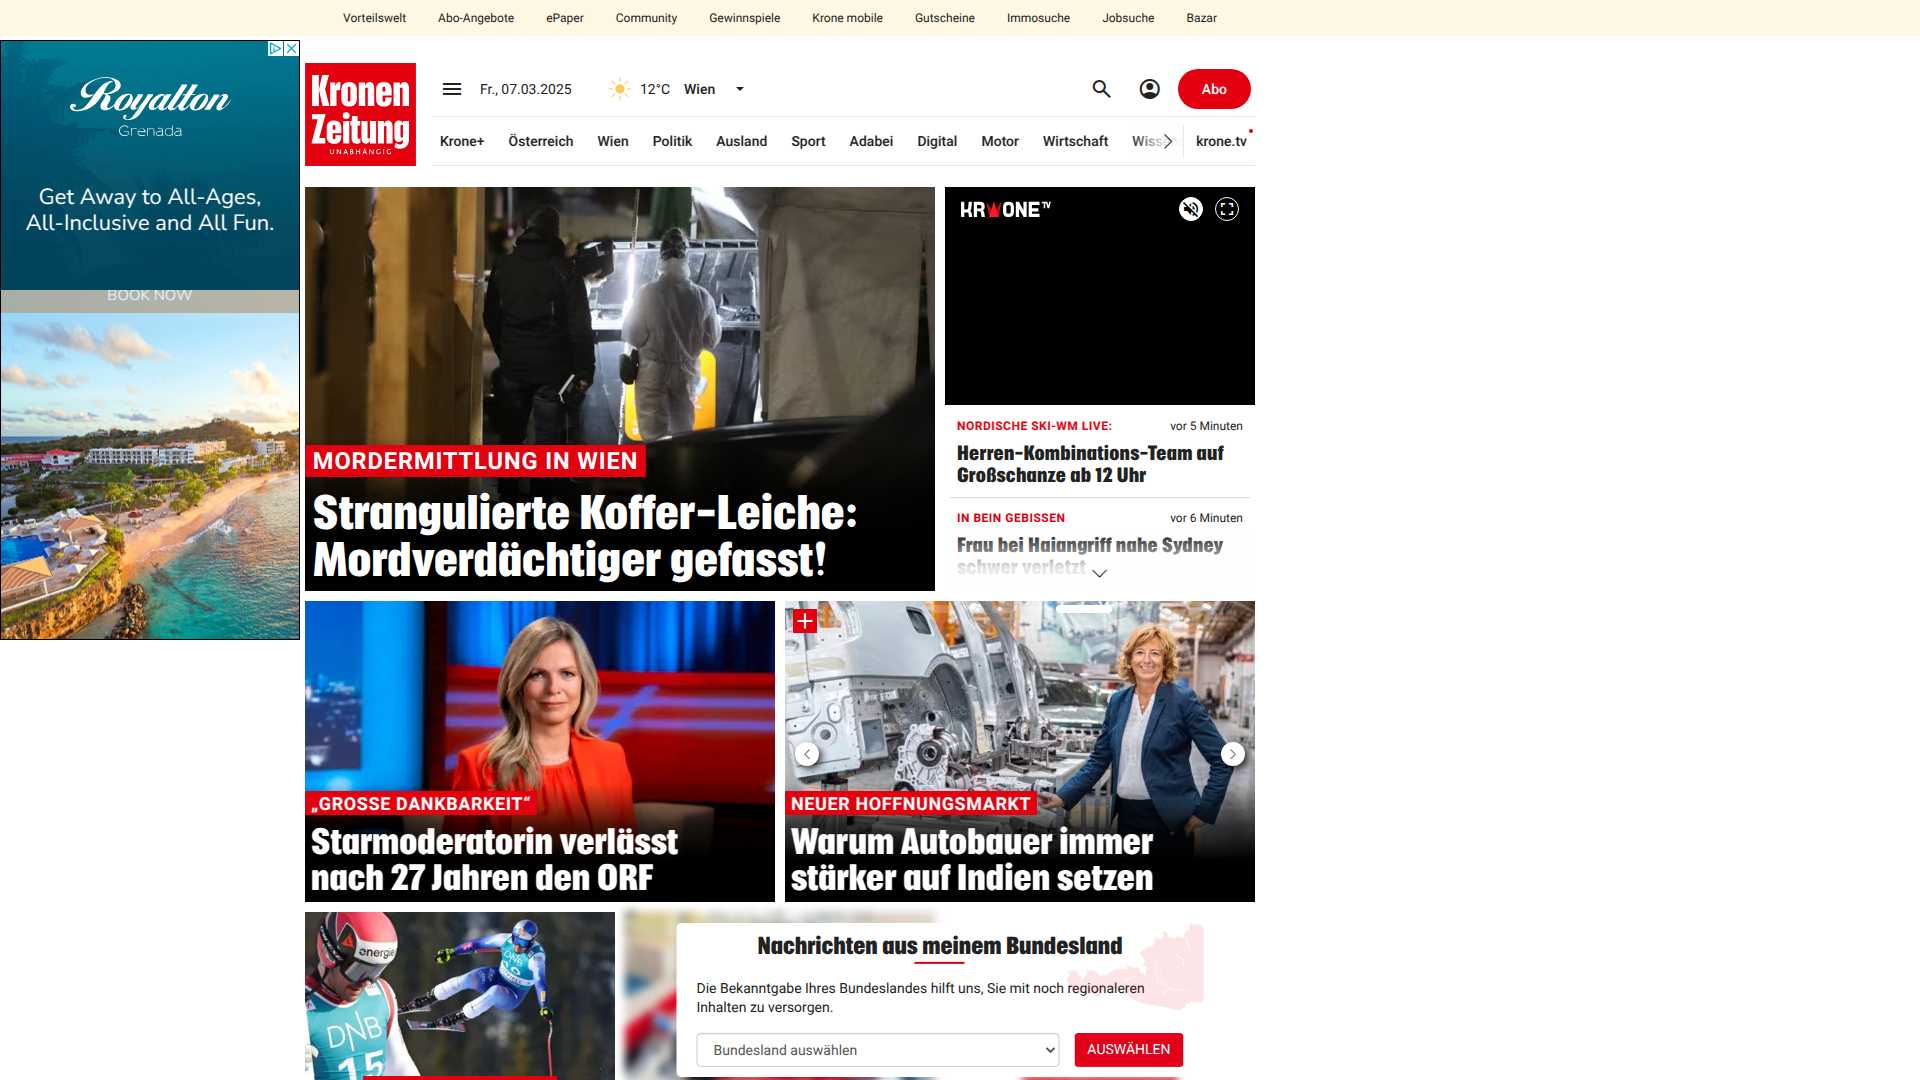 Vorteilswelt Abo-Angebote ePaper Community Gewinnspiele Krone mobile Gutscheine Immosuche Jobsuche Bazar
Royalton
Grenada
Get Away to All-Ages,
All-Inclusive and All Fun.
BOOK NOW
Kronen
Zeitung
UNABHÄNGIG
Fr., 07.03.2025 12°C Wien
Abo
Krone+ Österreich Wien Politik Ausland Sport Adabei Digital Motor Wirtschaft krone.tv
MORDERMITTLUNG IN WIEN
Strangulierte Koffer-Leiche:
Mordverdächtiger gefasst!
KRONE TV
NORDISCHE SKI-WM LIVE: vor 5 Minuten
Herren-Kombinations-Team auf
Großschanze ab 12 Uhr
IN BEIN GEBISSEN vor 6 Minuten
Frau bei Haiangriff nahe Sydney
schwer verletzt
„GROSSE DANKBARKEIT“
Starmoderatorin verlässt
nach 27 Jahren den ORF
NEUER HOFFNUNGSMARKT
Warum Autobauer immer
stärker auf Indien setzen
energie
DNB
15
DNB
Nachrichten aus meinem Bundesland
Die Bekanntgabe Ihres Bundeslandes hilft uns, Sie mit noch regionaleren
Inhalten zu versorgen.
Bundesland auswählen
AUSWÄHLEN